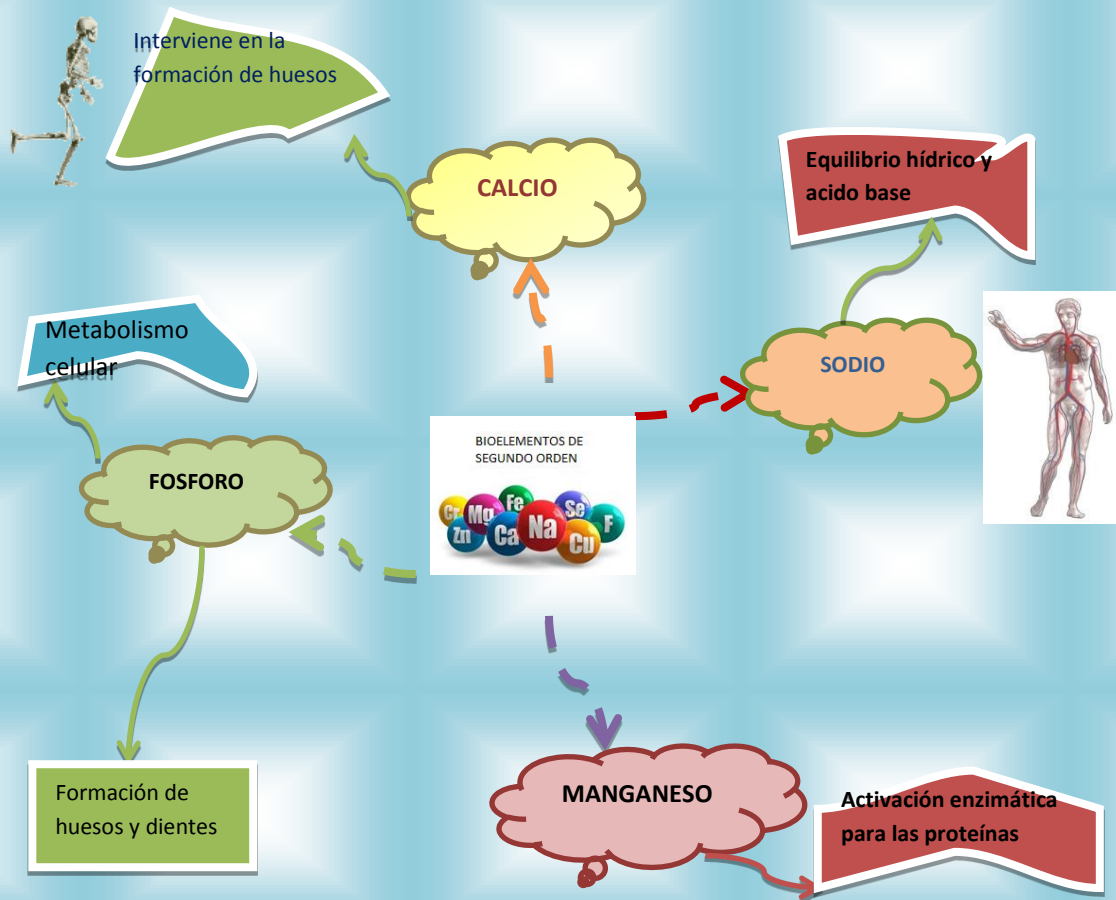 Interviene en la
formación de huesos
CALCIO
Equilibrio hídrico y
acido base
Metabolismo
celular
SODIO
BIOELEMENTOS DE
SEGUNDO ORDEN
FOSFORO
Cr Mg Fe Se F
Zn Ca Na Cu
MANGANESO
Formación de
huesos y dientes
Activación enzimática
para las proteínas